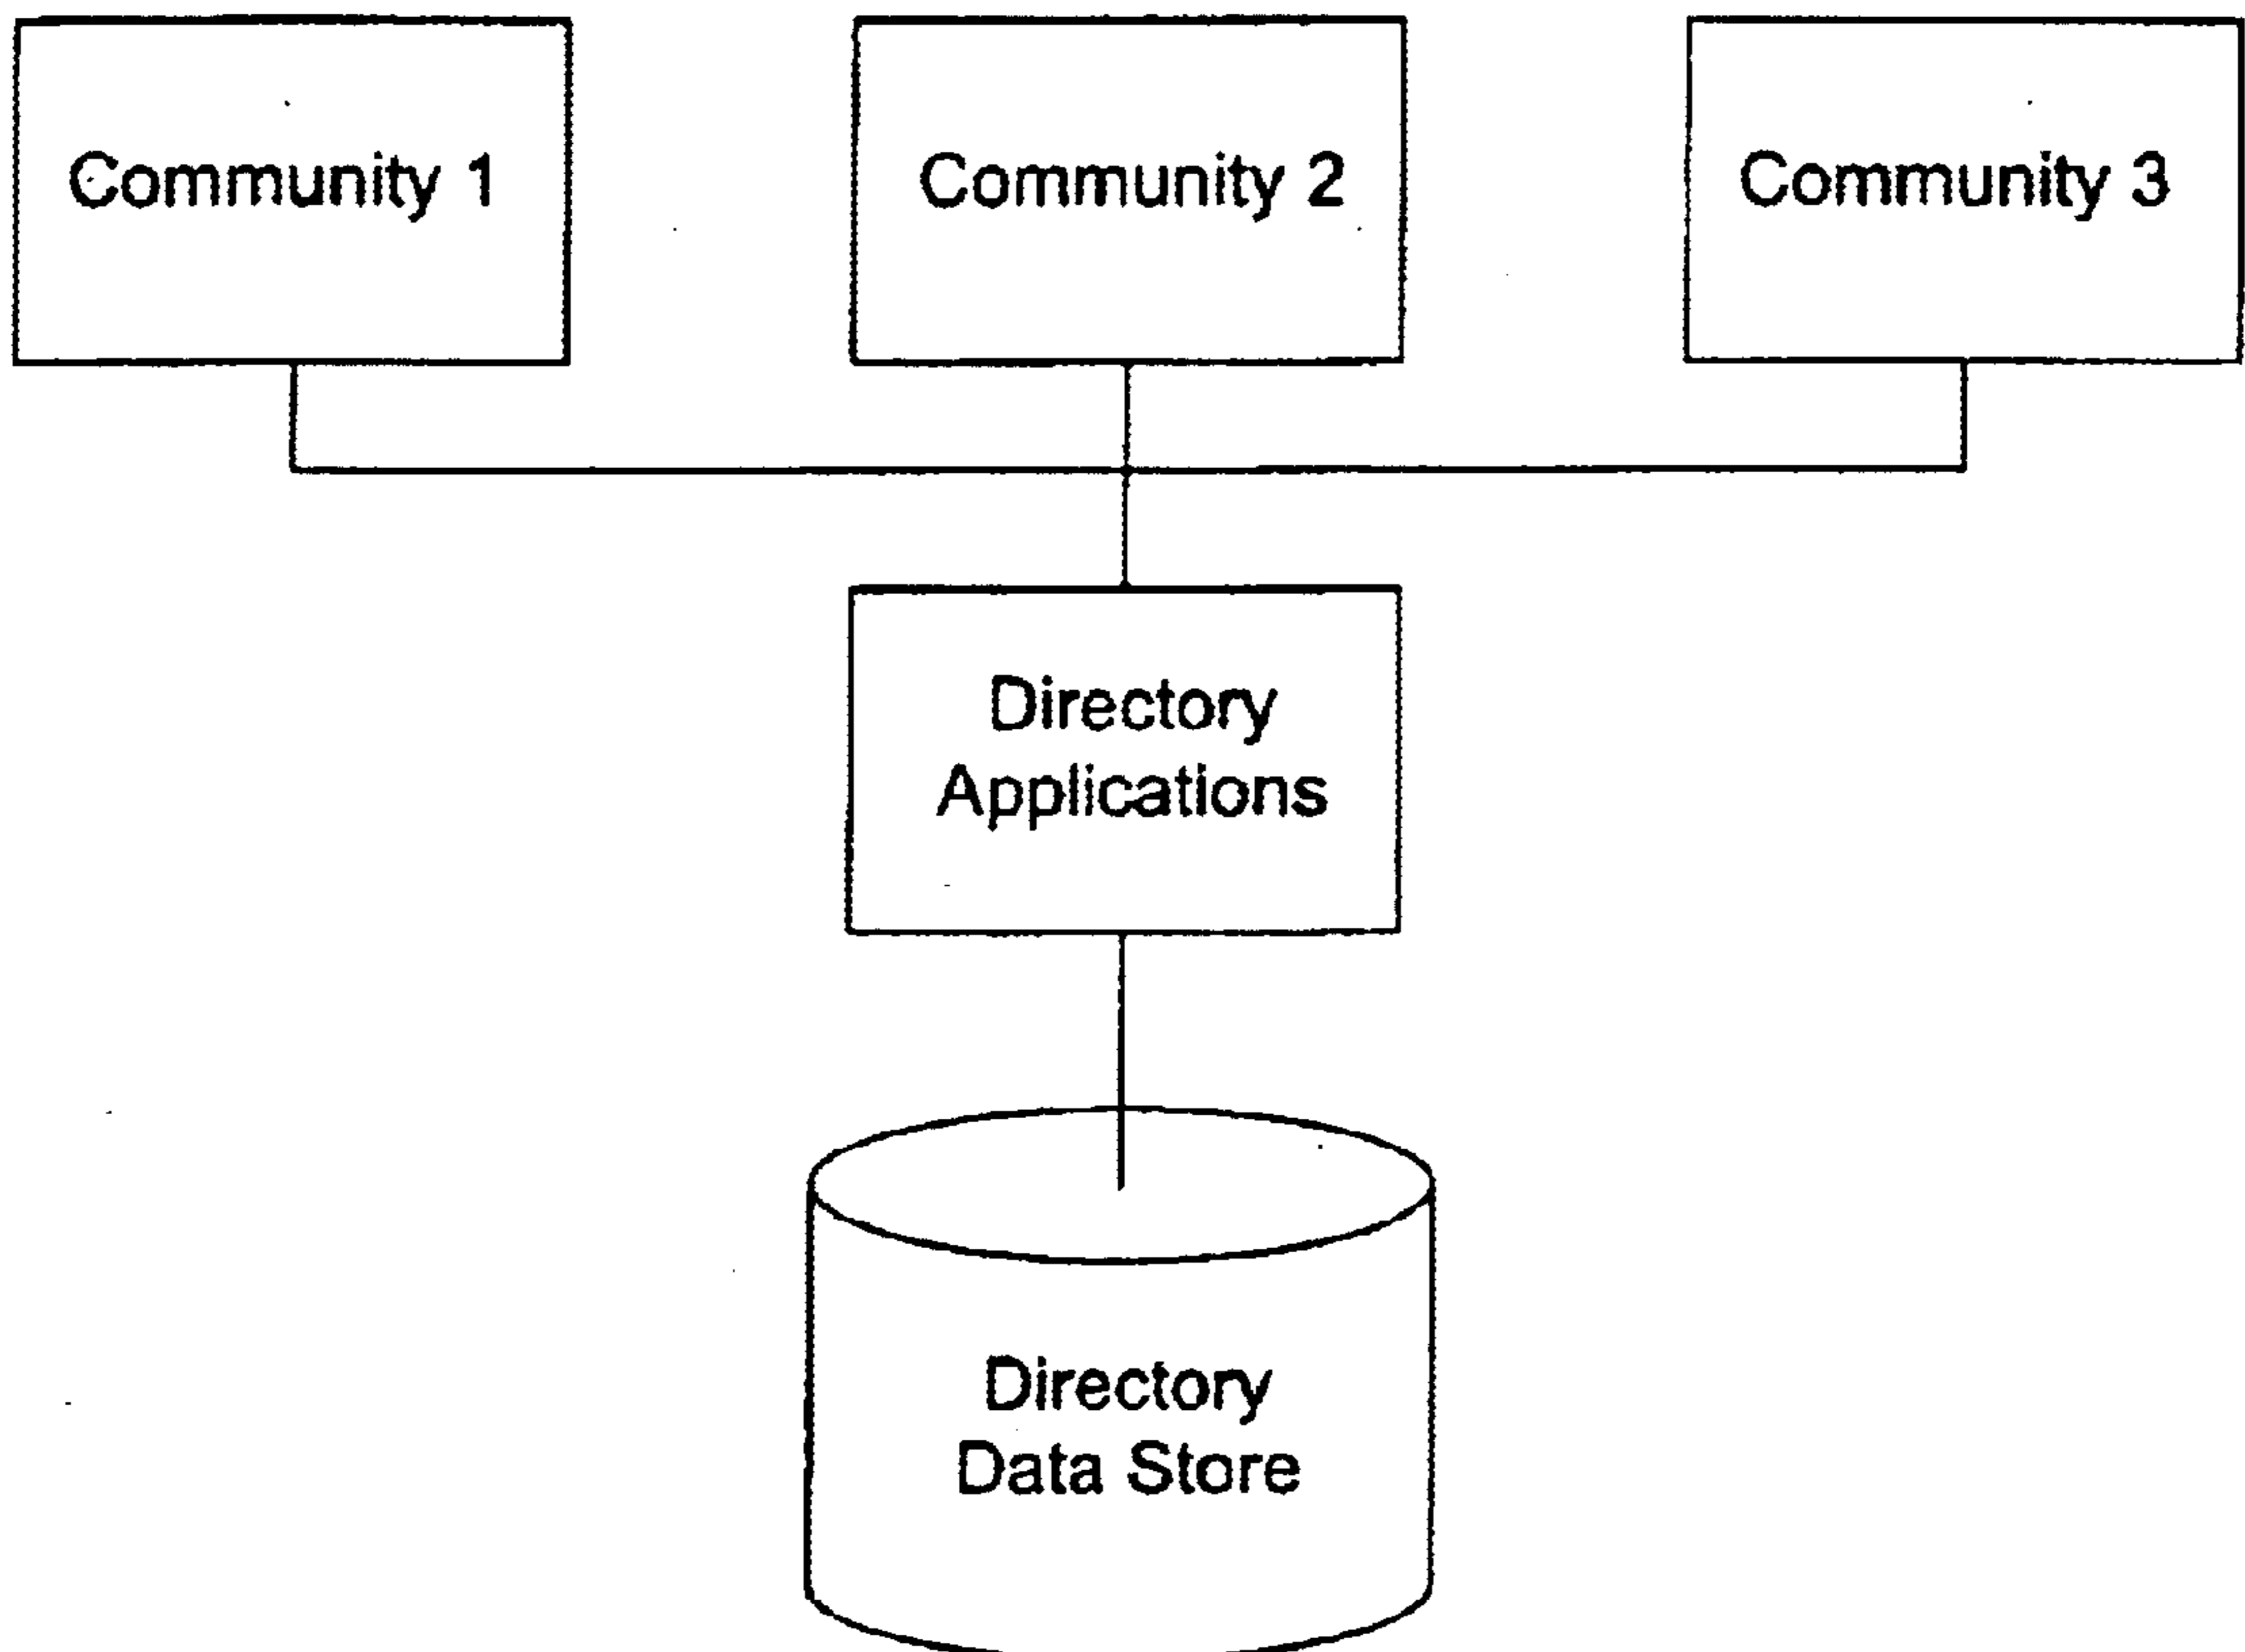 Community 1
Community 2
Community 3
Directory
Applications
Directory
Data Store